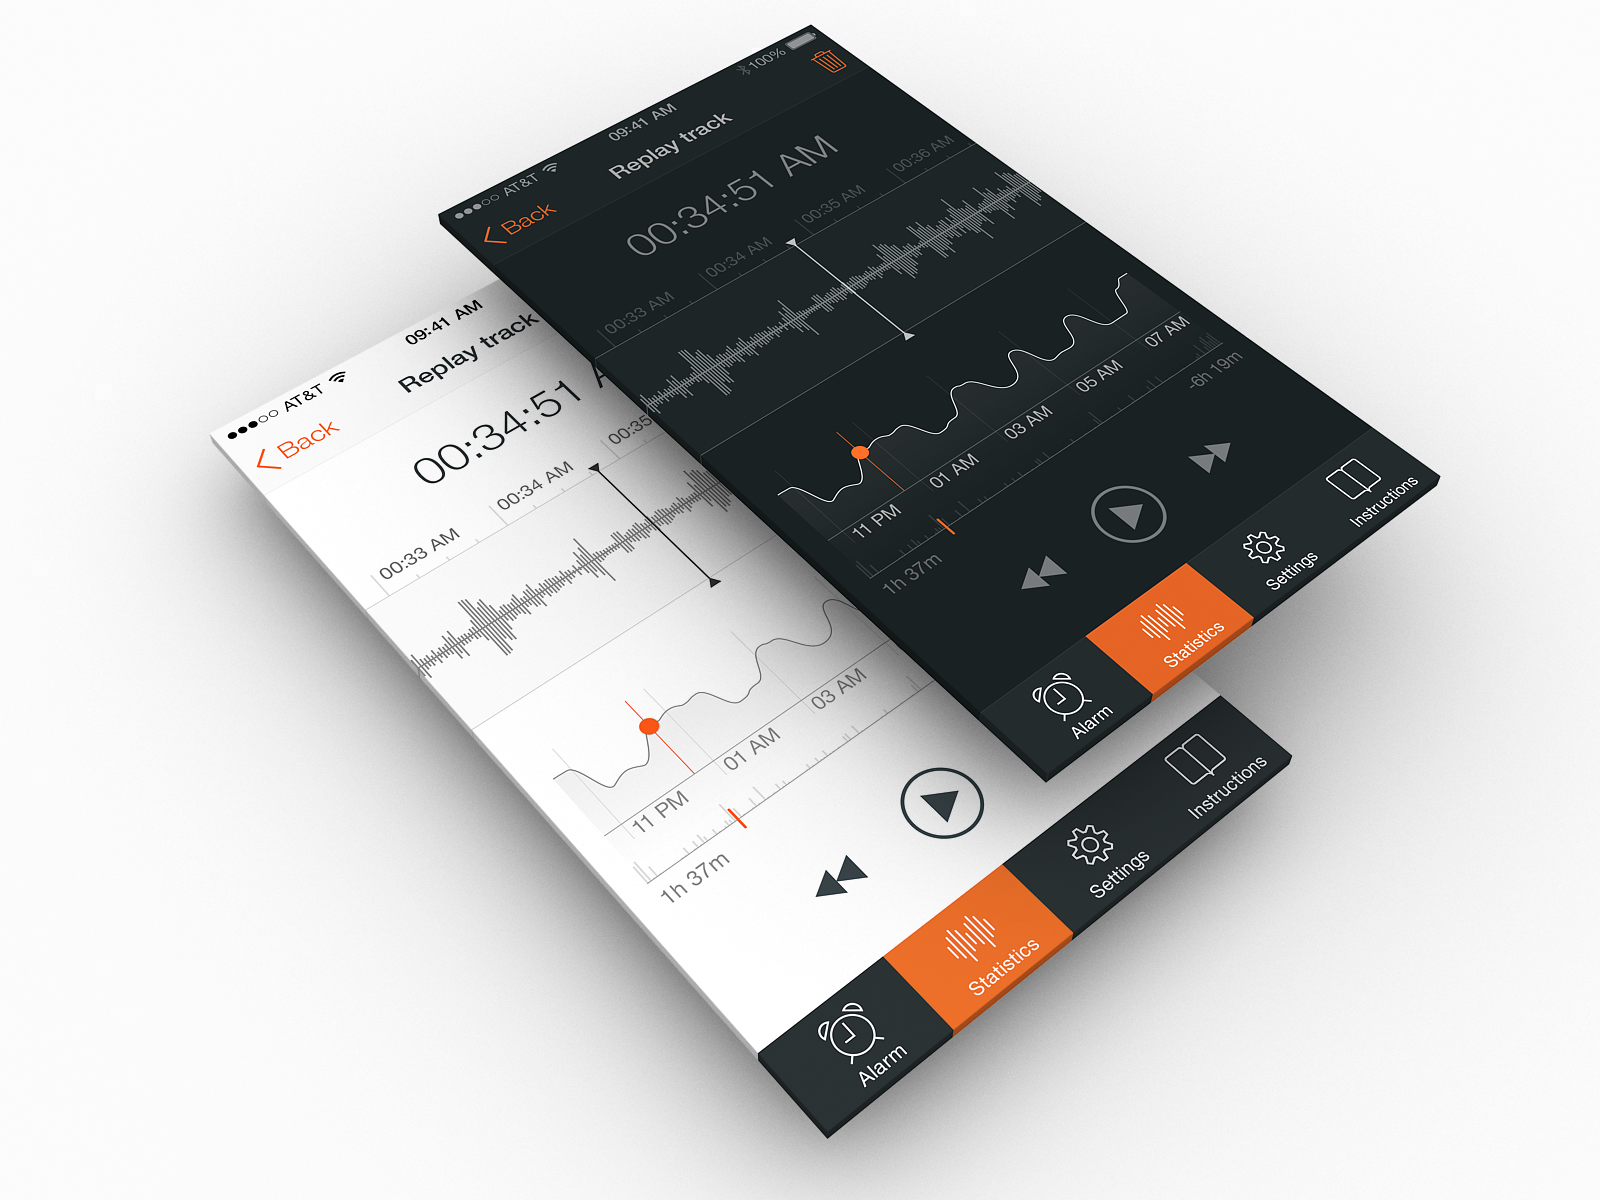 AT&T 09:41 AM 100%
Back Replay track
00:34:51 AM
00:33 AM 00:34 AM 00:35 AM 00:36 AM
11 PM 01 AM 03 AM 05 AM 07 AM
1h 37m -6h 19m
Alarm Statistics Settings Instructions
AT&T 09:41 AM
Back Replay track
00:34:51 A
00:33 AM 00:34 AM 00:35
11 PM 01 AM 03 AM
1h 37m
Alarm Statistics Settings Instructions